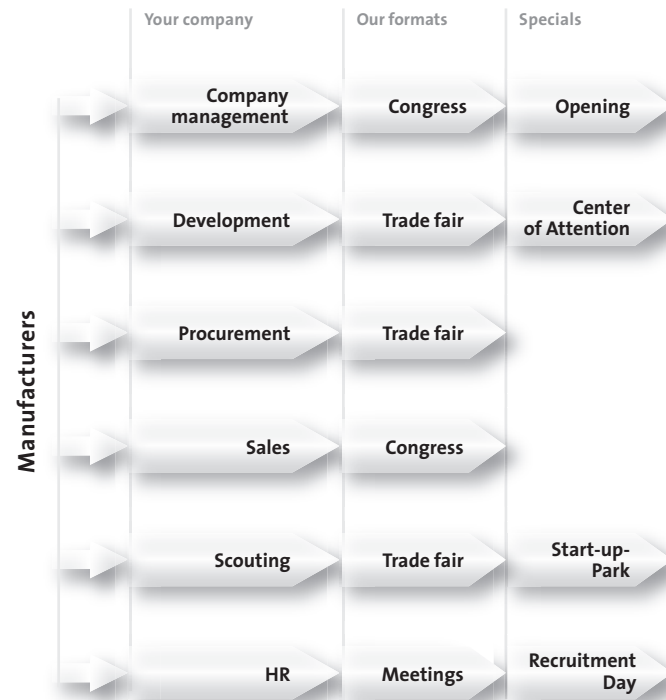 Your company
Our formats
Specials
Company
management
Congress
Opening
Development
Trade fair
Center
of Attention
Manufacturers
Procurement
Trade fair
Sales
Congress
Scouting
Trade fair
Start-up-
Park
HR
Meetings
Recruitment
Day